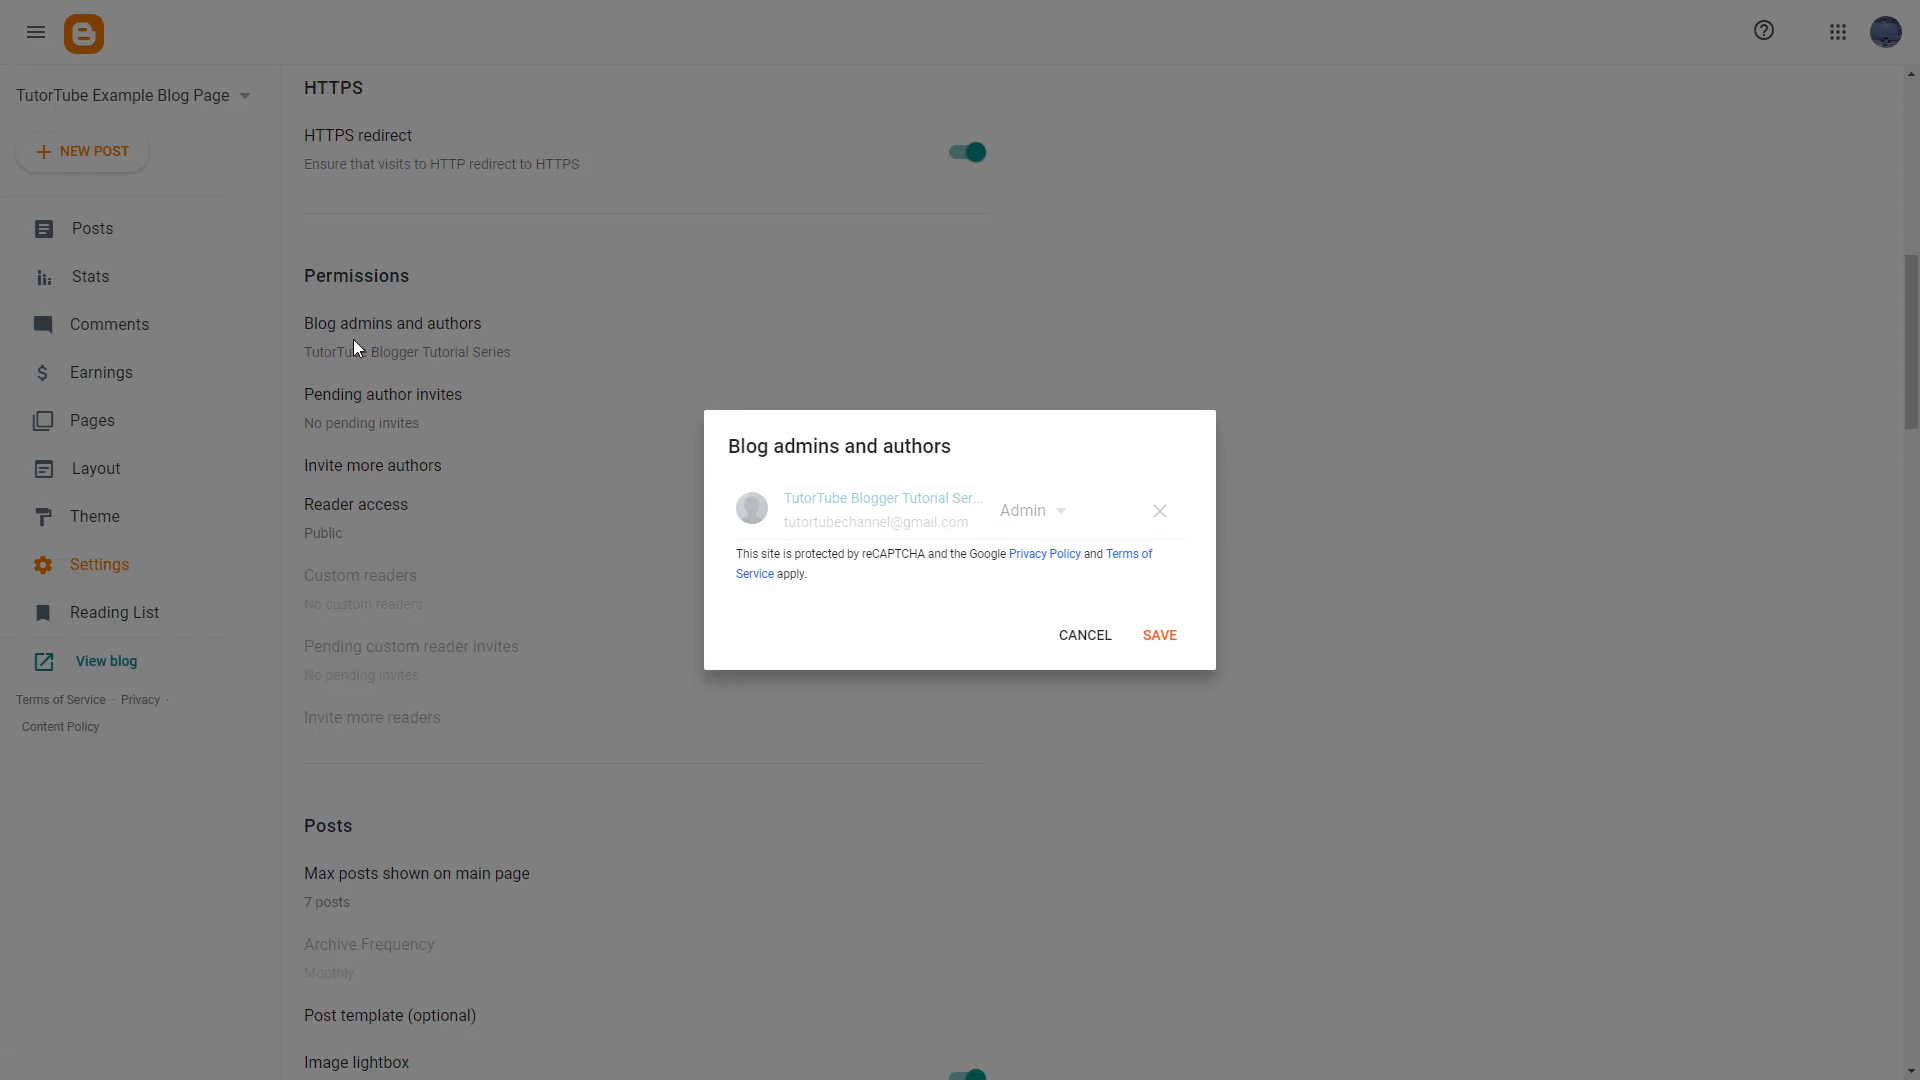 TutorTube Example Blog Page
NEW POST
Posts
Stats
Comments
Earnings
Pages
Layout
Theme
Settings
Reading List
View blog
Terms of Service · Privacy ·
Content Policy
HTTPS
HTTPS redirect
Ensure that visits to HTTP redirect to HTTPS
Permissions
Blog admins and authors
TutorTube Blogger Tutorial Series
Pending author invites
No pending invites
Invite more authors
Reader access
Public
Custom readers
No custom readers
Pending custom reader invites
No pending invites
Invite more readers
Posts
Max posts shown on main page
7 posts
Archive Frequency
Monthly
Post template (optional)
Image lightbox
Blog admins and authors
TutorTube Blogger Tutorial Ser...
tutortubechannel@gmail.com
Admin
This site is protected by reCAPTCHA and the Google Privacy Policy and Terms of
Service apply.
CANCEL
SAVE